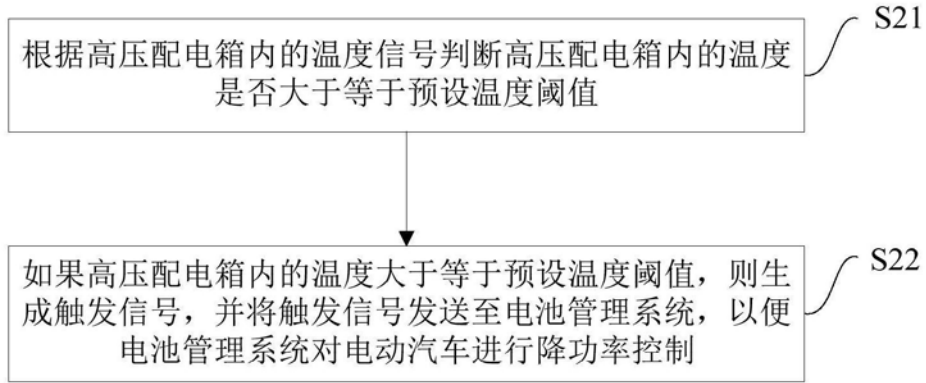 S21
根据高压配电箱内的温度信号判断高压配电箱内的温度
是否大于等于预设温度阈值
S22
如果高压配电箱内的温度大于等于预设温度阈值，则生
成触发信号，并将触发信号发送至电池管理系统，以便
电池管理系统对电动汽车进行降功率控制